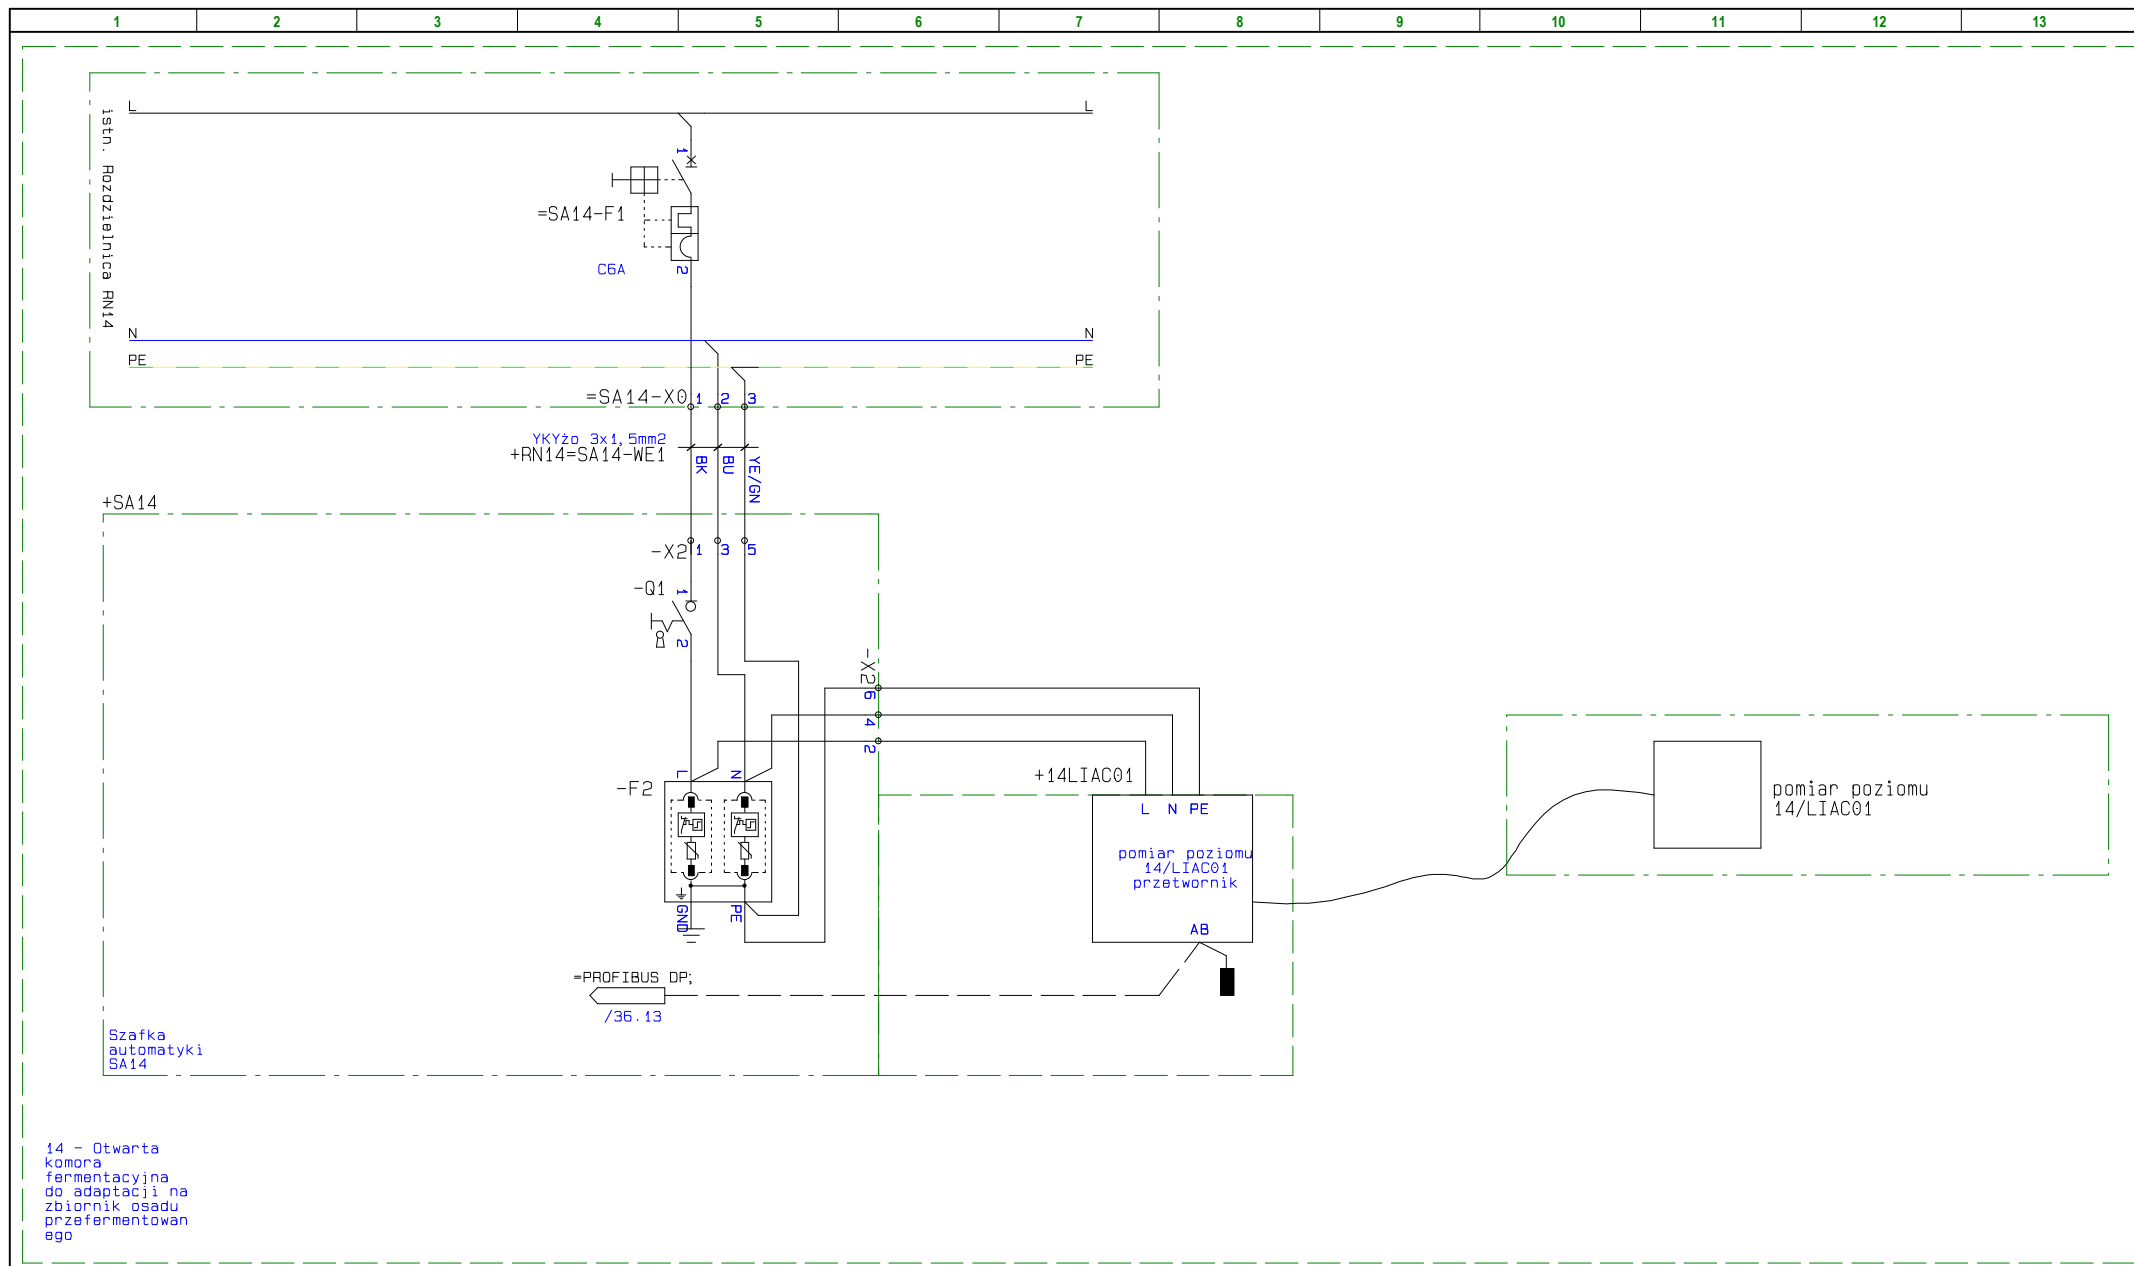 1 2 3 4 5 6 7 8 9 10 11 12 13
istn. Rozdzielnica RN14
L L
1
=SA14-F1
C6A
2
N N
PE PE
=SA14-X0 1 2 3
YKYżo 3x1,5mm2
+RN14=SA14-WE1
BK BU YE/GN
+SA14
-X2 1 3 5
-Q1 1
2
-X2
6
4
2
L N
-F2
GND PE
+14LIAC01
L N PE
pomiar poziomu
14/LIAC01
przetwornik
AB
pomiar poziomu
14/LIAC01
=PROFIBUS DP;
/36.13
Szafka
automatyki
SA14
14 - Otwarta
komora
fermentacyjna
do adaptacji na
zbiornik osadu
przefermentowan
ego